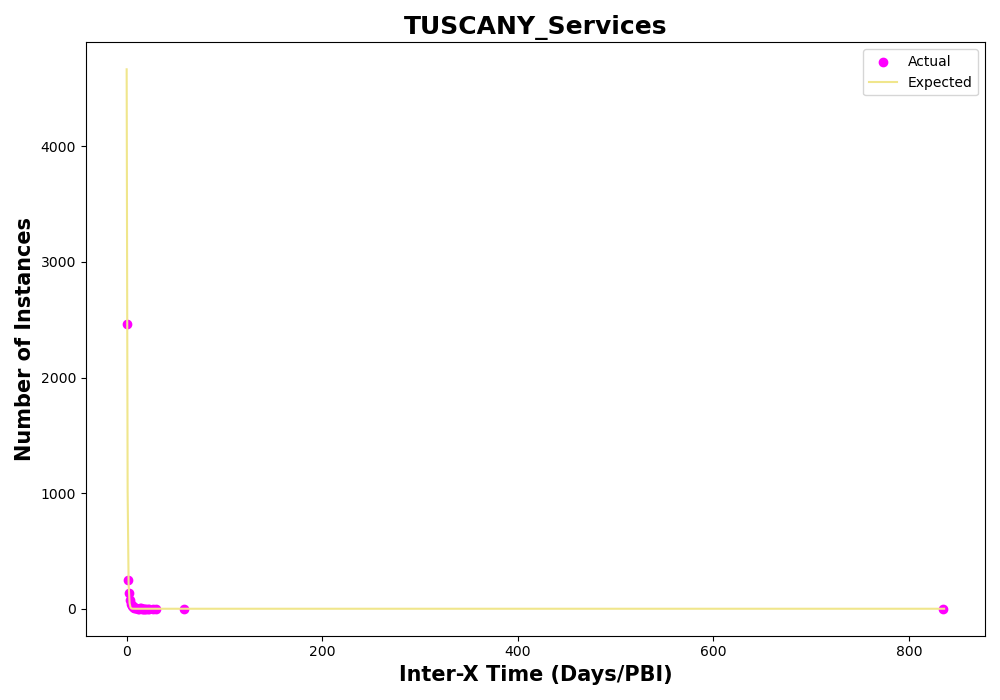 TUSCANY_Services
Actual
Expected
Number of Instances
4000
3000
2000
1000
0
0 200 400 600 800
Inter-X Time (Days/PBI)